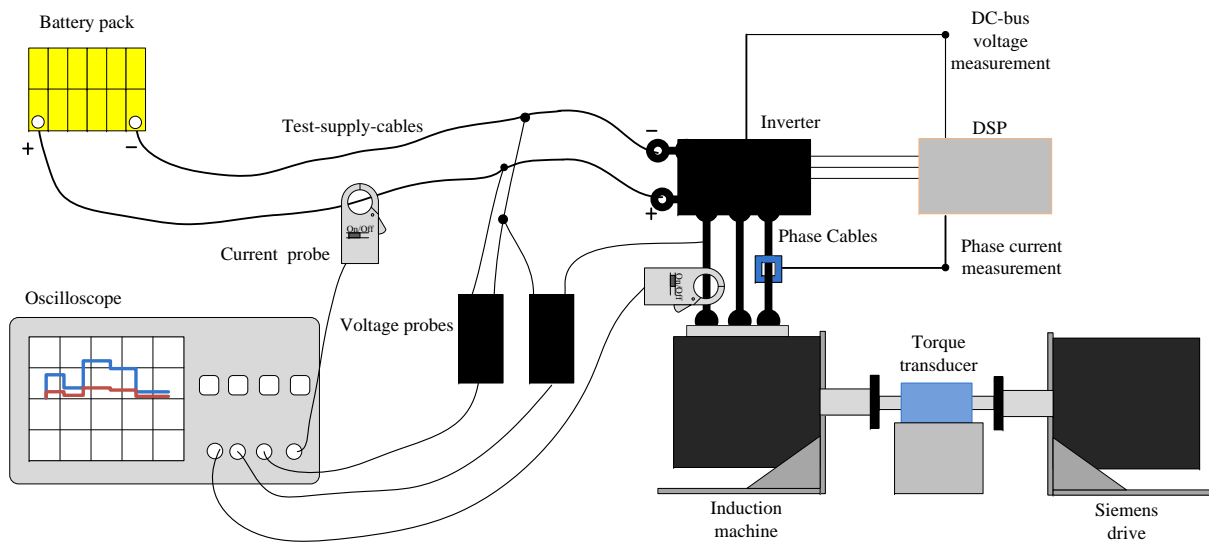 Battery pack
DC-bus
voltage
measurement
Test-supply-cables
Inverter
DSP
+
-
−
+
Current probe
On/Off
Phase Cables
Phase current
measurement
On/Off
Oscilloscope
Voltage probes
Torque
transducer
Induction
machine
Siemens
drive